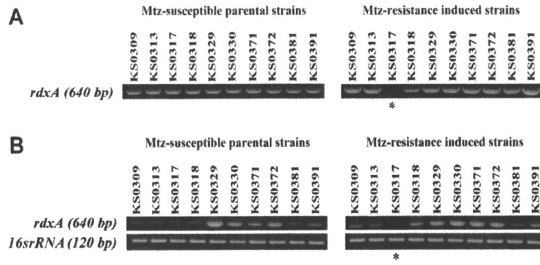 A
Mtz-susceptible parental strains
Mtz-resistance induced strains
KS0309 KS0313 KS0317 KS0318 KS0329 KS0330 KS0371 KS0372 KS0381 KS0391
KS0309 KS0313 KS0317 KS0318 KS0329 KS0330 KS0371 KS0372 KS0381 KS0391
rdxA (640 bp)
*
B
Mtz-susceptible parental strains
Mtz-resistance induced strains
KS0309 KS0313 KS0317 KS0318 KS0329 KS0330 KS0371 KS0372 KS0381 KS0391
KS0309 KS0313 KS0317 KS0318 KS0329 KS0330 KS0371 KS0372 KS0381 KS0391
rdxA (640 bp)
16srRNA (120 bp)
*